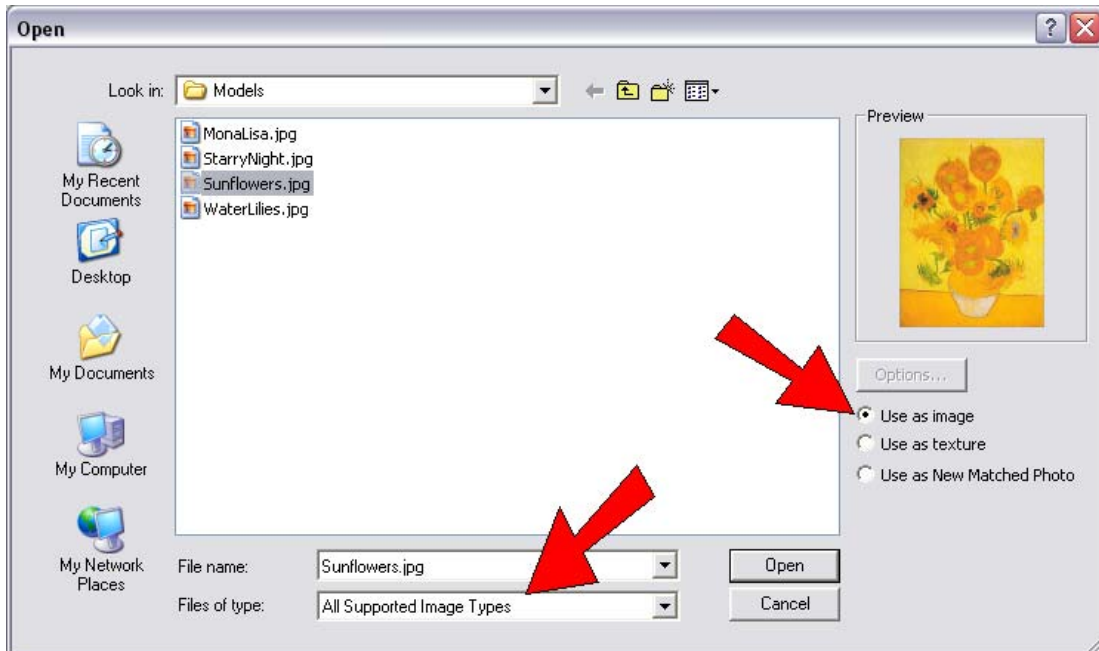 Open
Look in:
Models
My Recent
Documents
Desktop
My Documents
My Computer
My Network
Places
MonaLisa.jpg
StarryNight.jpg
Sunflowers.jpg
WaterLilies.jpg
Preview
Options...
Use as image
Use as texture
Use as New Matched Photo
File name:
Sunflowers.jpg
Open
Files of type:
All Supported Image Types
Cancel